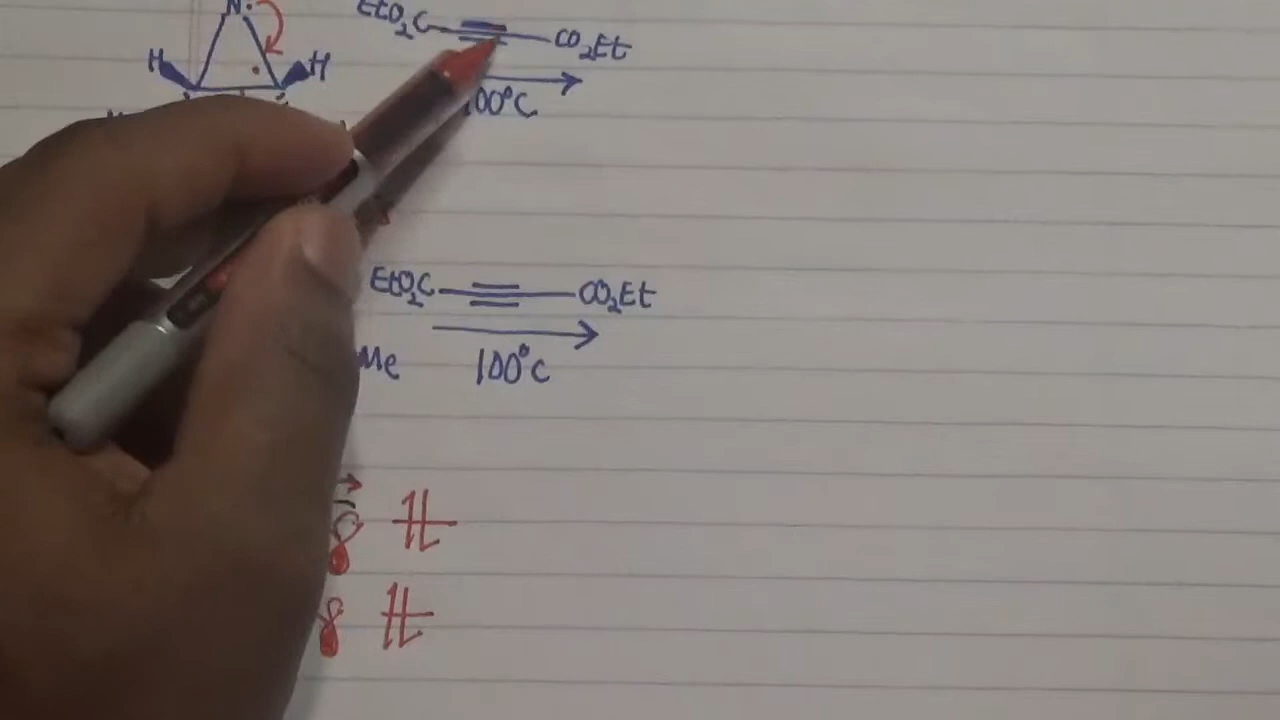 N:
EtO₂C CO₂Et
H H
100°C
EtO₂C CO₂Et
Me 100°C